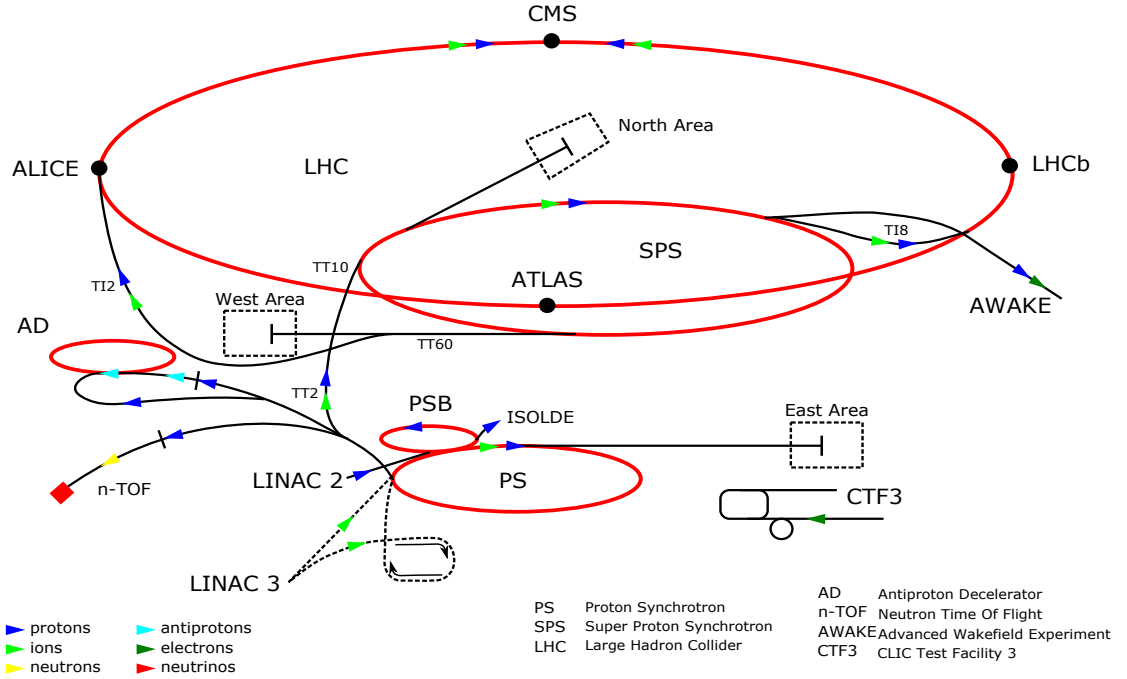 CMS
North Area
ALICE
LHC
LHCb
SPS
TI8
TT10
TI2
ATLAS
West Area
AWAKE
AD
TT60
TT2
PSB
ISOLDE
East Area
LINAC 2
PS
n-TOF
CTF3
LINAC 3
protons
ions
neutrons
antiprotons
electrons
neutrinos
PS Proton Synchrotron
SPS Super Proton Synchrotron
LHC Large Hadron Collider
AD Antiproton Decelerator
n-TOF Neutron Time Of Flight
AWAKE Advanced Wakefield Experiment
CTF3 CLIC Test Facility 3